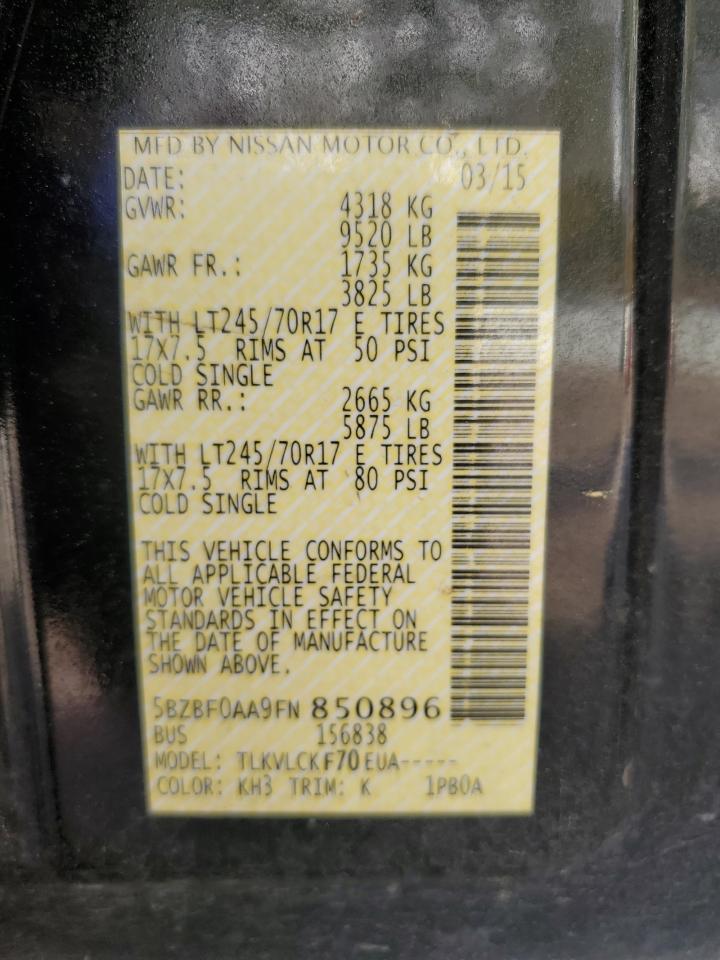 MFD BY NISSAN MOTOR CO., LTD.
DATE: 03/15
GVWR: 4318 KG
9520 LB
GAWR FR.: 1735 KG
3825 LB
WITH LT245/70R17 E TIRES
17X7.5 RIMS AT 50 PSI
COLD SINGLE
GAWR RR.: 2665 KG
5875 LB
WITH LT245/70R17 E TIRES
17X7.5 RIMS AT 80 PSI
COLD SINGLE
THIS VEHICLE CONFORMS TO
ALL APPLICABLE FEDERAL
MOTOR VEHICLE SAFETY
STANDARDS IN EFFECT ON
THE DATE OF MANUFACTURE
SHOWN ABOVE.
5BZBF0AA9FN 850896
BUS 156838
MODEL: TLKVLCKF70EUA-----
COLOR: KH3 TRIM: K 1PB0A